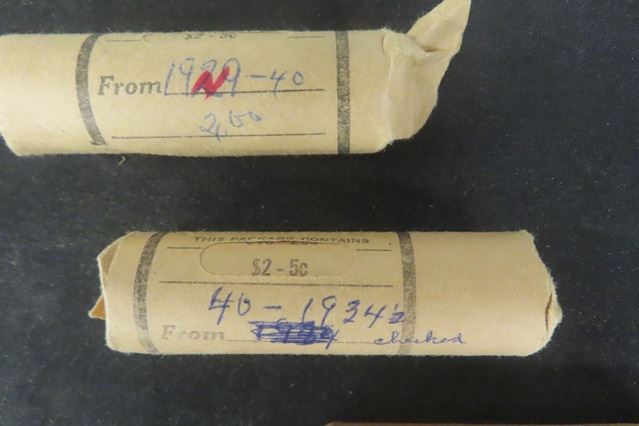 $2 - 5c
From 1929-40
2.00
THIS PACKAGE CONTAINS
$2 - 5c
40 - 1934's
From
checked